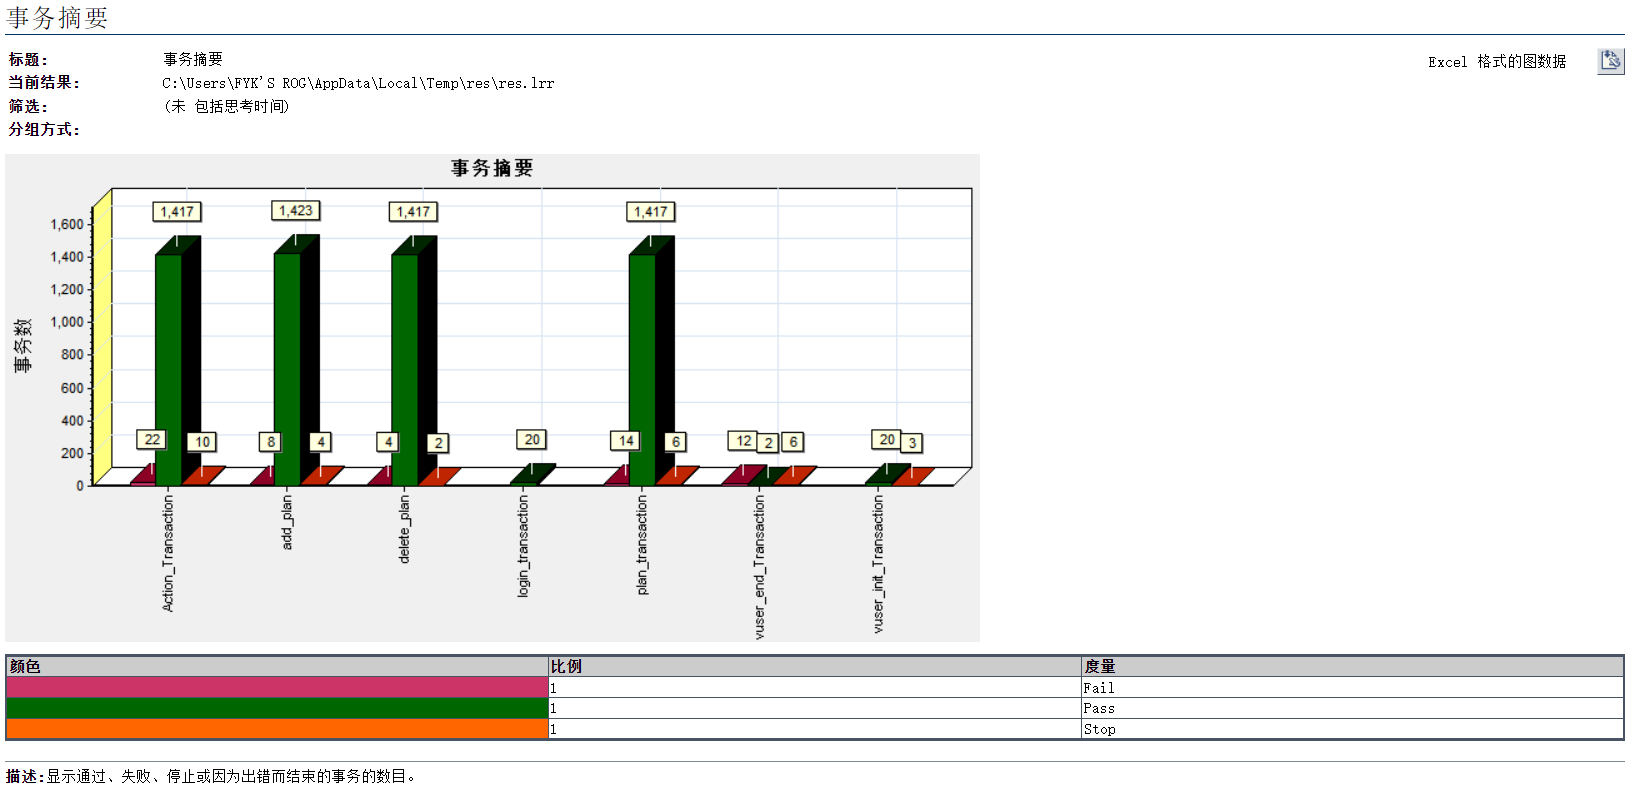 事务摘要
标题: 事务摘要
Excel 格式的图数据
当前结果: C:\Users\FYK'S ROG\AppData\Local\Temp\res\res.lrr
筛选: (未 包括思考时间)
分组方式:
事务摘要
事务数
1,600
1,400
1,200
1,000
800
600
400
200
0
1,417
1,423
1,417
1,417
22
10
8
4
4
2
20
14
6
12
2
6
20
3
Action_Transaction
add_plan
delete_plan
login_transaction
plan_transaction
vuser_end_Transaction
vuser_init_Transaction
颜色 比例 度量
1 Fail
1 Pass
1 Stop
描述:显示通过、失败、停止或因为出错而结束的事务的数目。